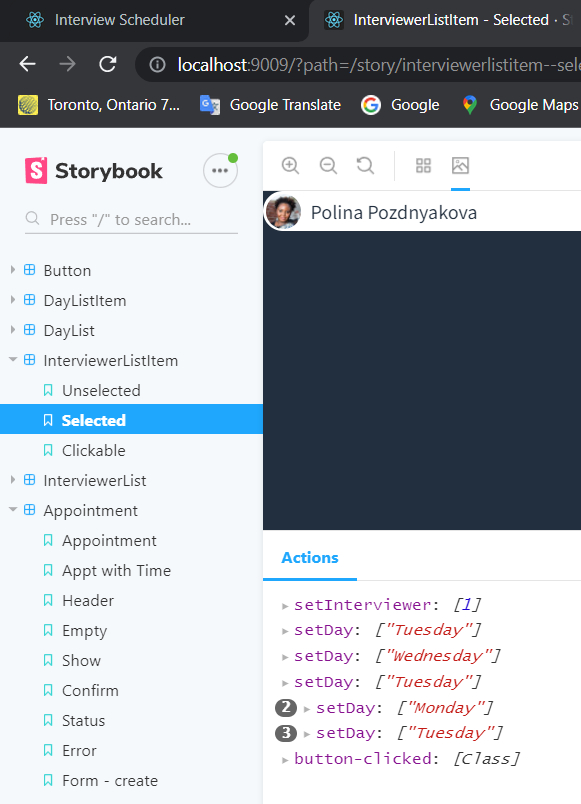 Interview Scheduler
InterviewerListItem - Selected · S
localhost:9009/?path=/story/interviewerlistitem--sele
Toronto, Ontario 7...
Google Translate
Google
Google Maps
Storybook
Press "/" to search...
Button
DayListItem
DayList
InterviewerListItem
Unselected
Selected
Clickable
InterviewerList
Appointment
Appointment
Appt with Time
Header
Empty
Show
Confirm
Status
Error
Form - create
Polina Pozdnyakova
Actions
setInterviewer: [1]
setDay: ["Tuesday"]
setDay: ["Wednesday"]
setDay: ["Tuesday"]
2 setDay: ["Monday"]
3 setDay: ["Tuesday"]
button-clicked: [Class]